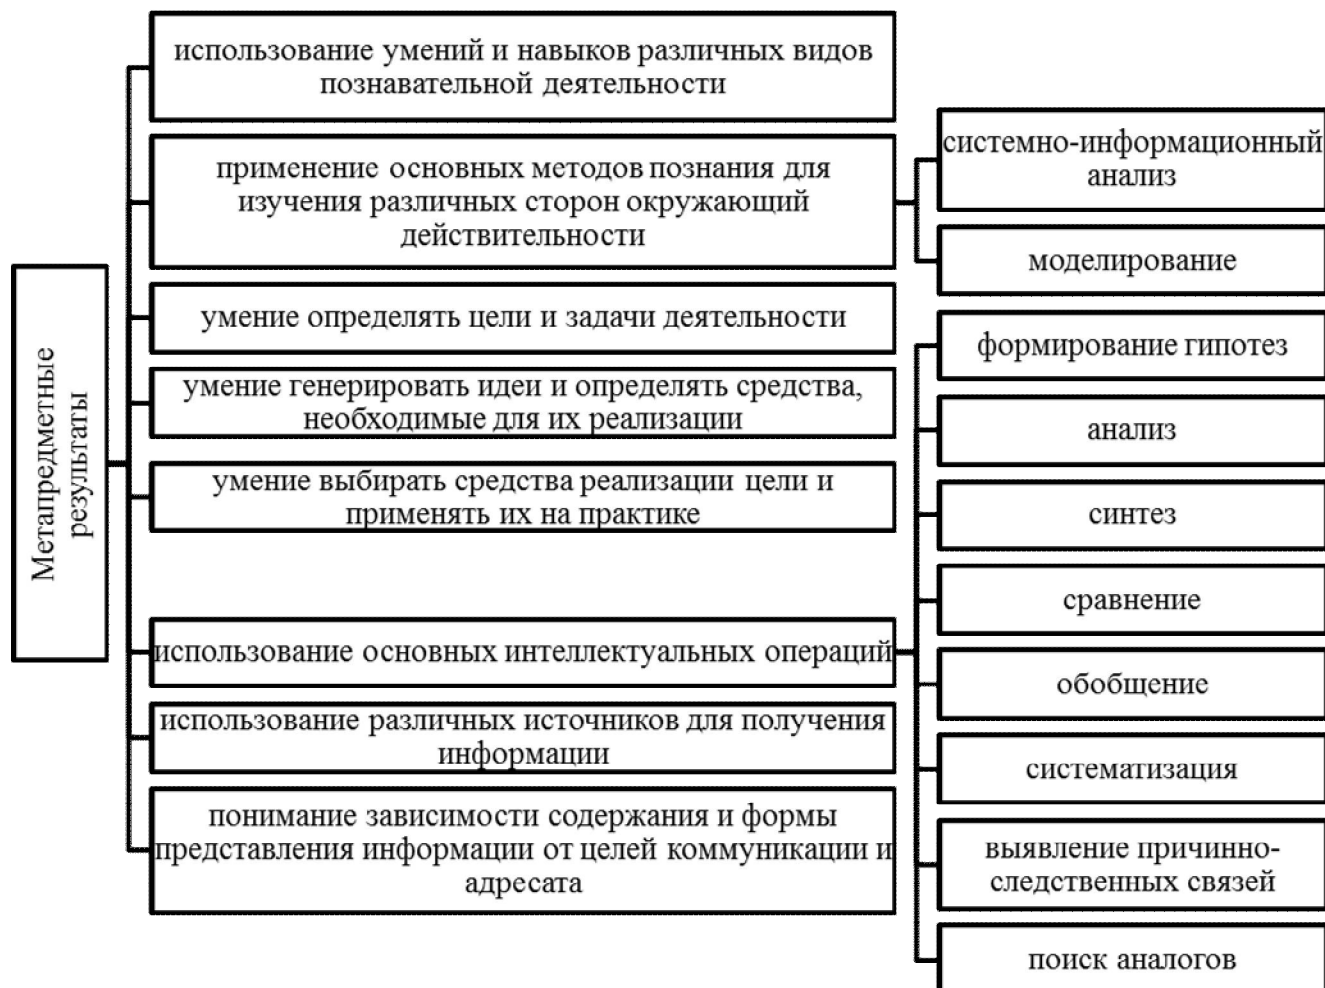 Метапредметные
результаты
использование умений и навыков различных видов
познавательной деятельности
применение основных методов познания для
изучения различных сторон окружающий
действительности
системно-информационный
анализ
моделирование
умение определять цели и задачи деятельности
умение генерировать идеи и определять средства,
необходимые для их реализации
умение выбирать средства реализации цели и
применять их на практике
использование основных интеллектуальных операций
формирование гипотез
анализ
синтез
сравнение
обобщение
систематизация
выявление причинно-
следственных связей
поиск аналогов
использование различных источников для получения
информации
понимание зависимости содержания и формы
представления информации от целей коммуникации и
адресата